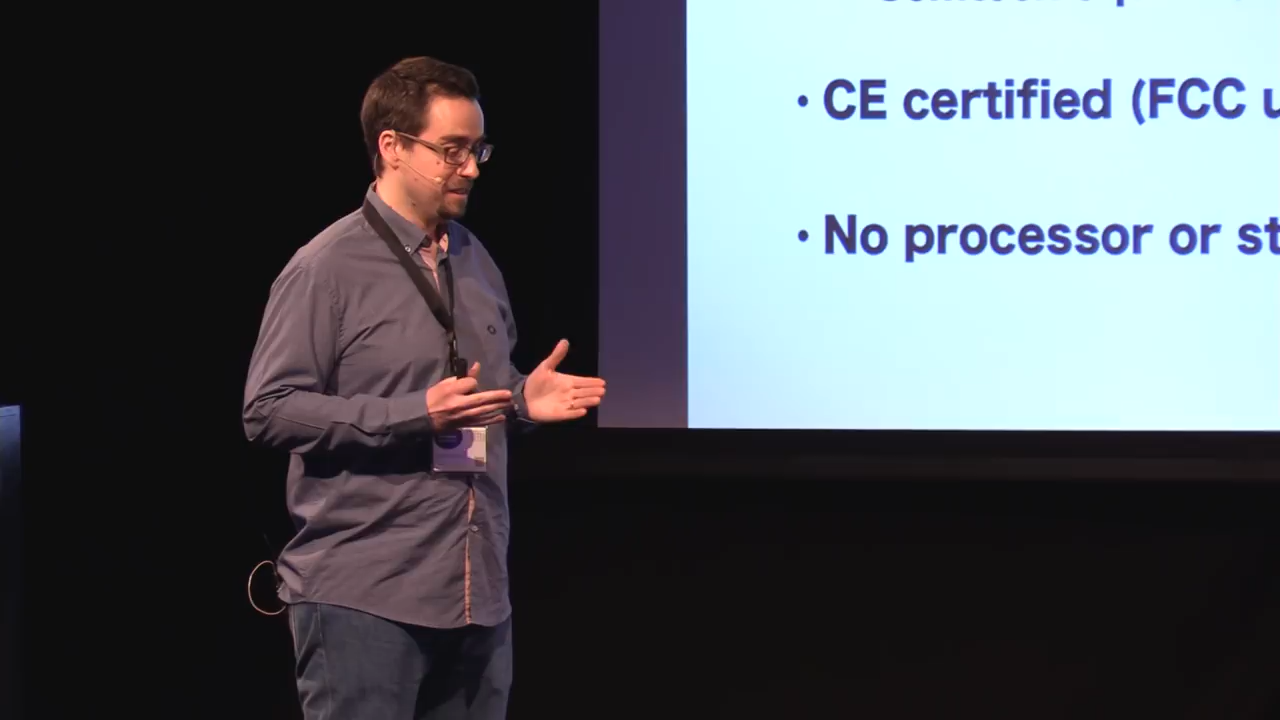 • CE certified (FCC
• No processor or